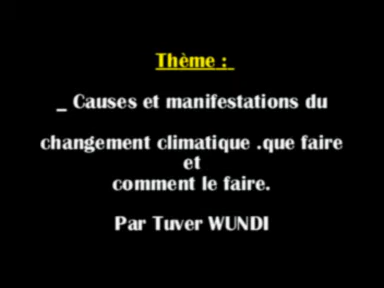 Thème :
_ Causes et manifestations du
changement climatique .que faire
et
comment le faire.
Par Tuver WUNDI